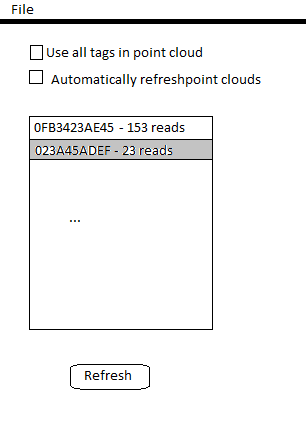 File
Use all tags in point cloud
Automatically refreshpoint clouds
0FB3423AE45 - 153 reads
023A45ADEF - 23 reads
...
Refresh